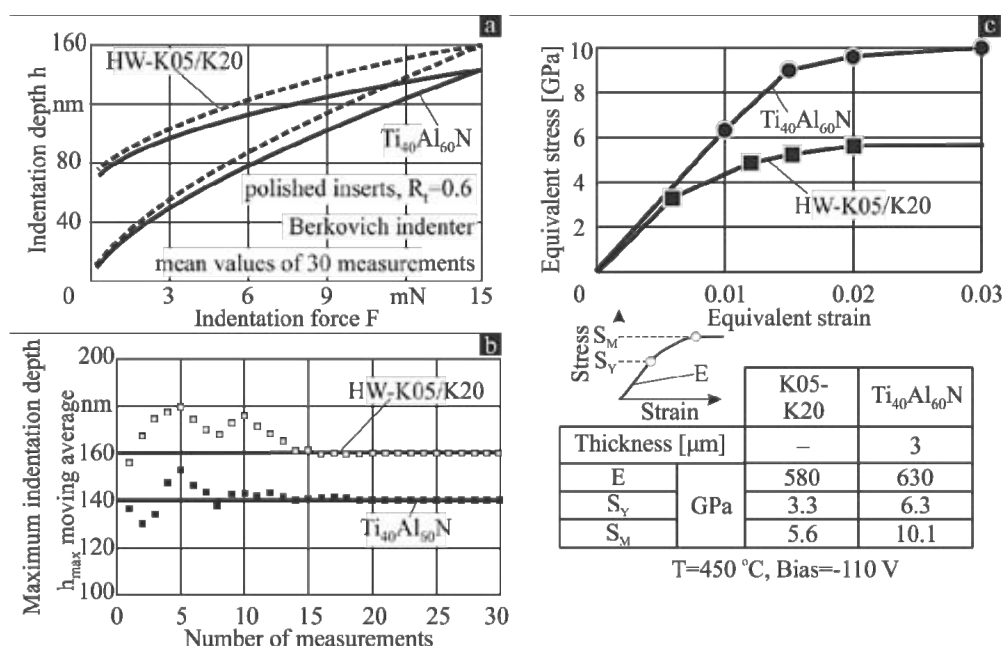 a
160
HW-K05/K20
Indentation depth h
nm
80
40
0
Ti40Al60N
polished inserts, Rt=0.6
Berkovich indenter
mean values of 30 measurements
3
6
9
mN
15
Indentation force F
b
200
nm
160
140
120
100
Maximum indentation depth
hmax moving average
HW-K05/K20
Ti40Al60N
0
5
10
15
20
25
30
Number of measurements
c
10
8
6
4
2
0
Equivalent stress [GPa]
Ti40Al60N
HW-K05/K20
0.01
0.02
0.03
Equivalent strain
Stress
SM
SY
E
Strain
K05-
K20
Ti40Al60N
Thickness [μm]
–
3
E
GPa
580
630
SY
3.3
6.3
SM
5.6
10.1
T=450 °C, Bias=-110 V